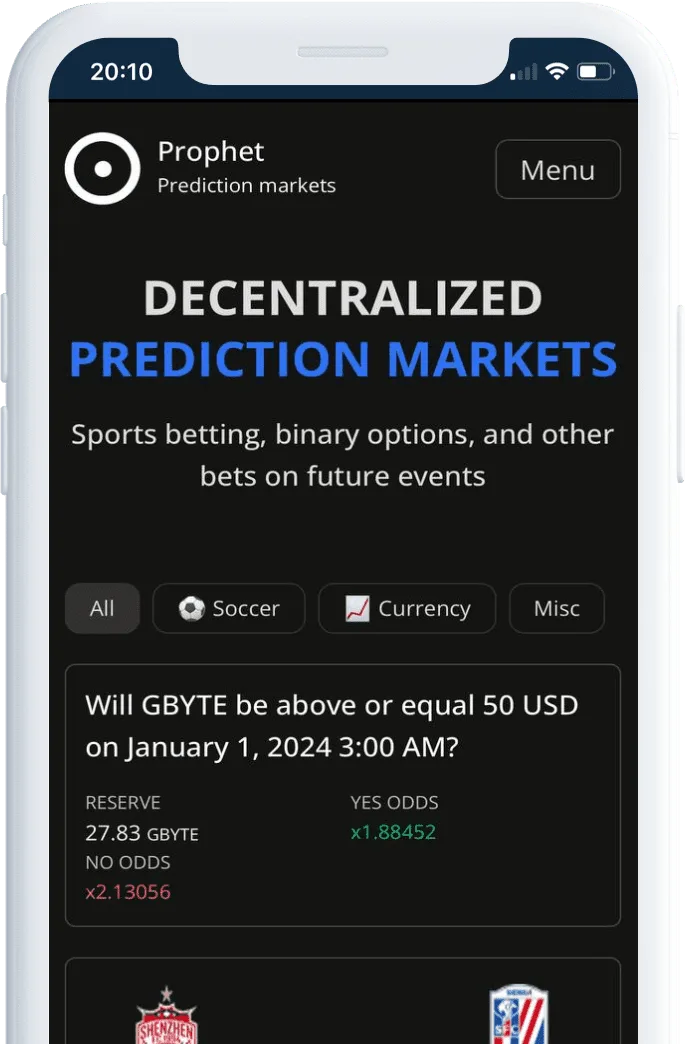 20:10
Prophet
Prediction markets
Menu
DECENTRALIZED
PREDICTION MARKETS
Sports betting, binary options, and other
bets on future events
All
Soccer
Currency
Misc
Will GBYTE be above or equal 50 USD
on January 1, 2024 3:00 AM?
RESERVE
YES ODDS
27.83 GBYTE
x1.88452
NO ODDS
x2.13056
SHENZHEN
SFC